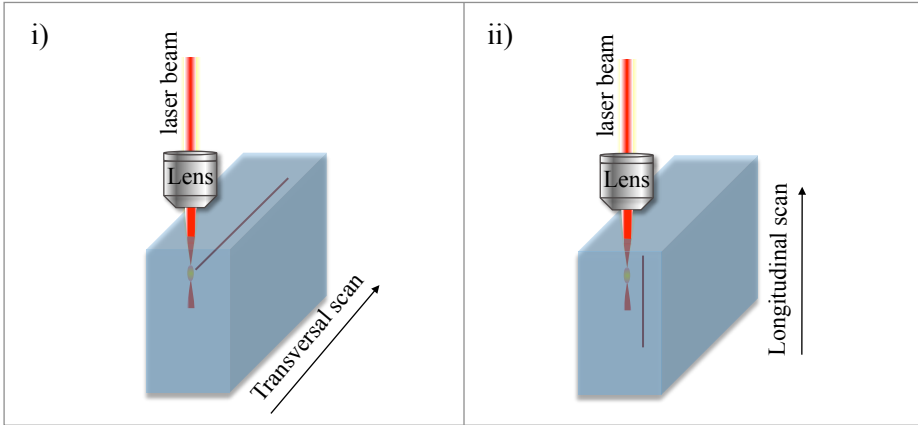 i)
laser beam
Lens
Transversal scan
ii)
laser beam
Lens
Longitudinal scan